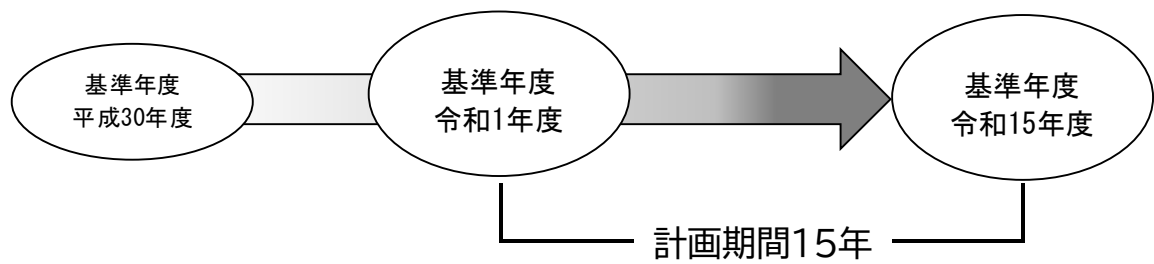 基準年度
平成30年度
基準年度
令和1年度
基準年度
令和15年度
計画期間15年